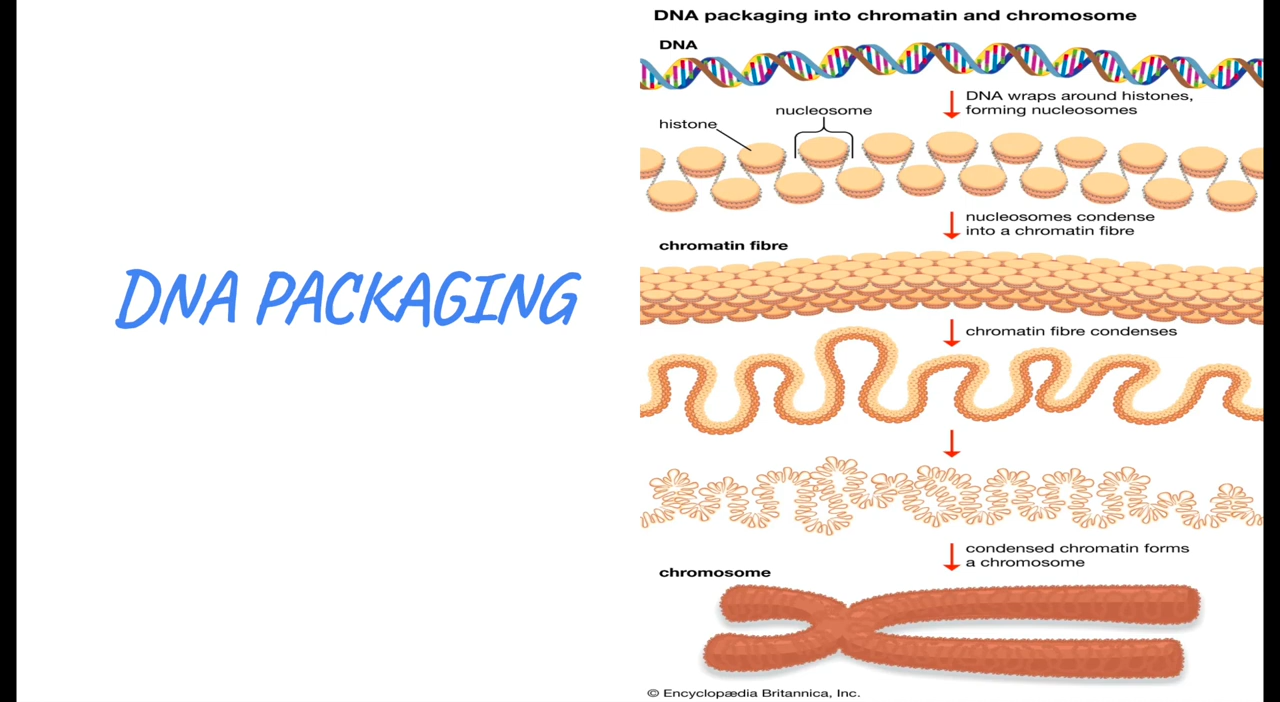 DNA PACKAGING
DNA packaging into chromatin and chromosome
DNA
DNA wraps around histones,
forming nucleosomes
nucleosome
histone
nucleosomes condense
into a chromatin fibre
chromatin fibre
chromatin fibre condenses
condensed chromatin forms
a chromosome
chromosome
© Encyclopædia Britannica, Inc.